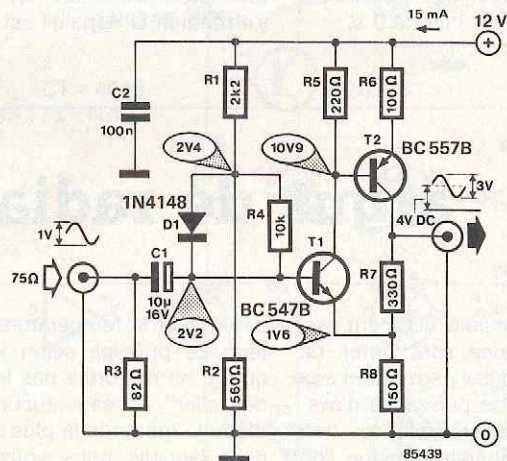 15 mA
12 V
+
R1
2k2
R5
220Ω
R6
100Ω
C2
100n
T2
BC 557B
2V4
10V9
3V
4V DC
1N4148
D1
R4
10k
T1
1V
75Ω
C1
10µ
16V
BC 547B
1V6
2V2
R7
330Ω
R3
82Ω
R2
560Ω
R8
150Ω
0
85439